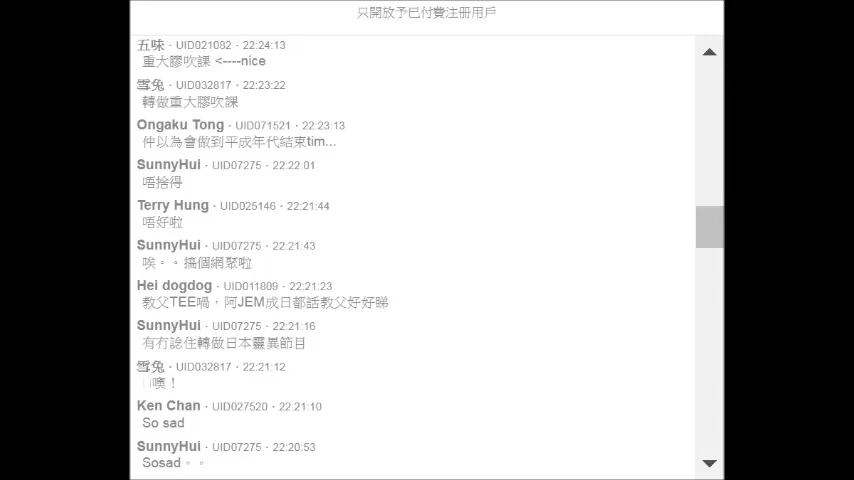 只開放予已付費注冊用戶
五味 · UID021082 · 22:24:13
重大膠吹課 <----nice
雪兔 · UID032817 · 22:23:22
轉做重大膠吹課
Ongaku Tong · UID071521 · 22:23:13
仲以為會做到平成年代結束tim...
SunnyHui · UID07275 · 22:22:01
唔捨得
Terry Hung · UID025146 · 22:21:44
唔好啦
SunnyHui · UID07275 · 22:21:43
唉。。搞個網聚啦
Hei dogdog · UID011809 · 22:21:23
教父TEE喎，阿JEM成日都話教父好好睇
SunnyHui · UID07275 · 22:21:16
有冇諗住轉做日本靈異節目
雪兔 · UID032817 · 22:21:12
噢！
Ken Chan · UID027520 · 22:21:10
So sad
SunnyHui · UID07275 · 22:20:53
Sosad。。